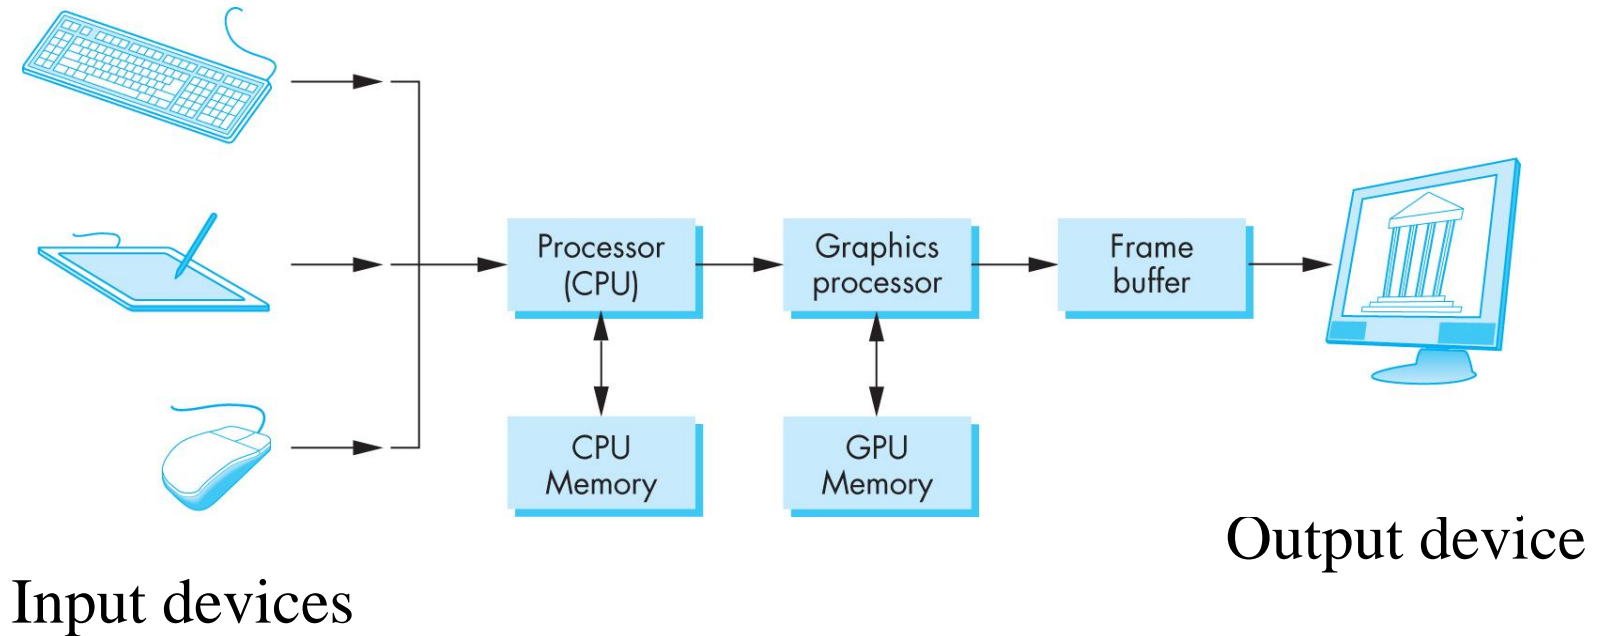 Processor
(CPU)
Graphics
processor
Frame
buffer
CPU
Memory
GPU
Memory
Output device
Input devices